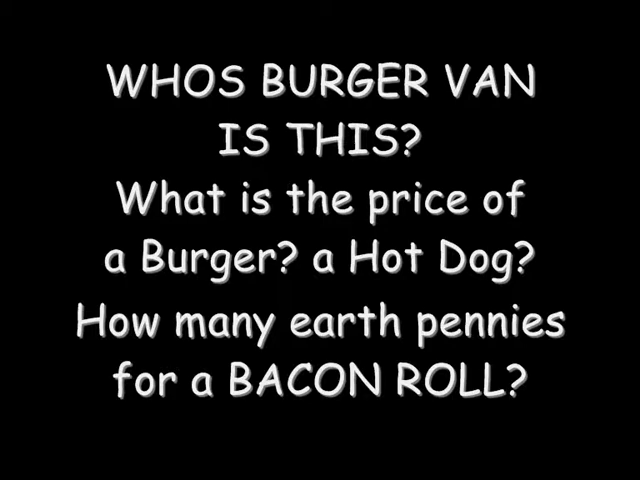 WHOS BURGER VAN
IS THIS?
What is the price of
a Burger? a Hot Dog?
How many earth pennies
for a BACON ROLL?